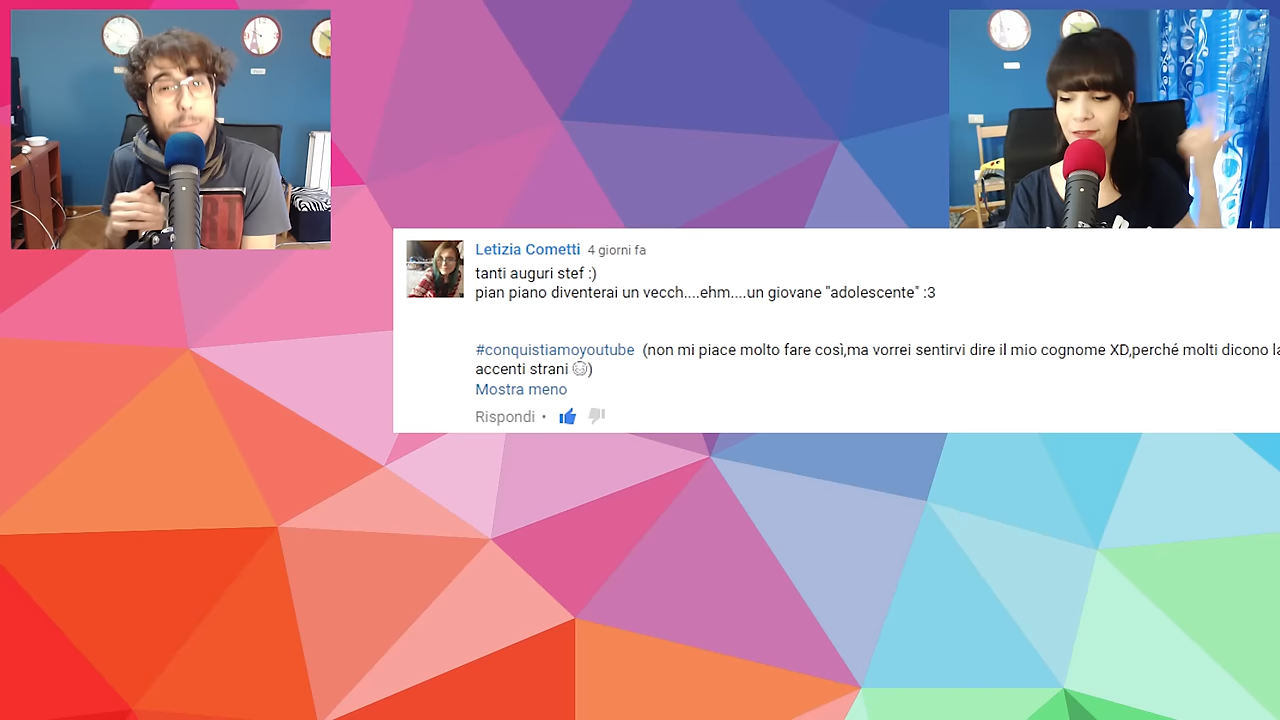 Letizia Cometti 4 giorni fa
tanti auguri stef :)
pian piano diventerai un vecch....ehm....un giovane "adolescente" :3
#conquistiamoyoutube (non mi piace molto fare così,ma vorrei sentirvi dire il mio cognome XD,perché molti dicono
accenti strani 😂)
Mostra meno
Rispondi •